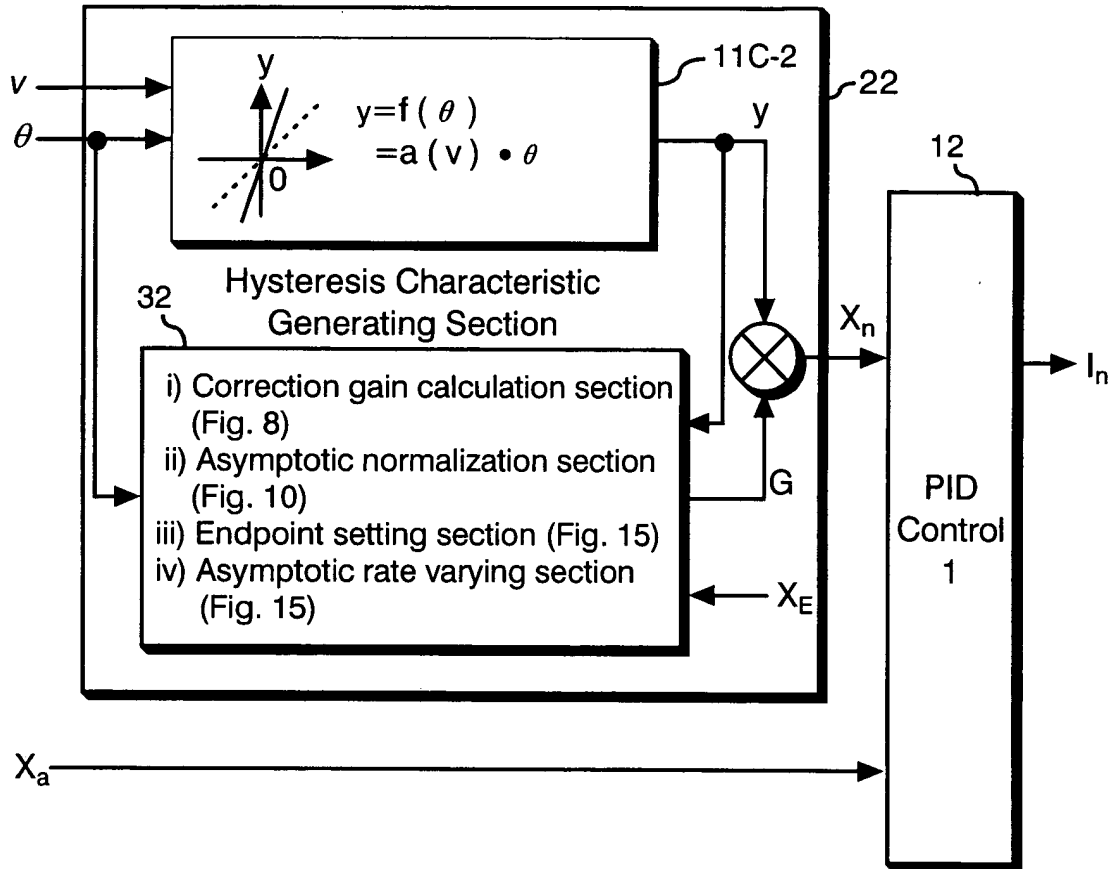 11C-2
22
v
θ
y
y=f(θ)
=a(v)•θ
0
y
12
Hysteresis Characteristic
Generating Section
32
i) Correction gain calculation section
(Fig. 8)
ii) Asymptotic normalization section
(Fig. 10)
iii) Endpoint setting section (Fig. 15)
iv) Asymptotic rate varying section
(Fig. 15)
G
X_E
X_n
I_n
PID
Control
1
X_a